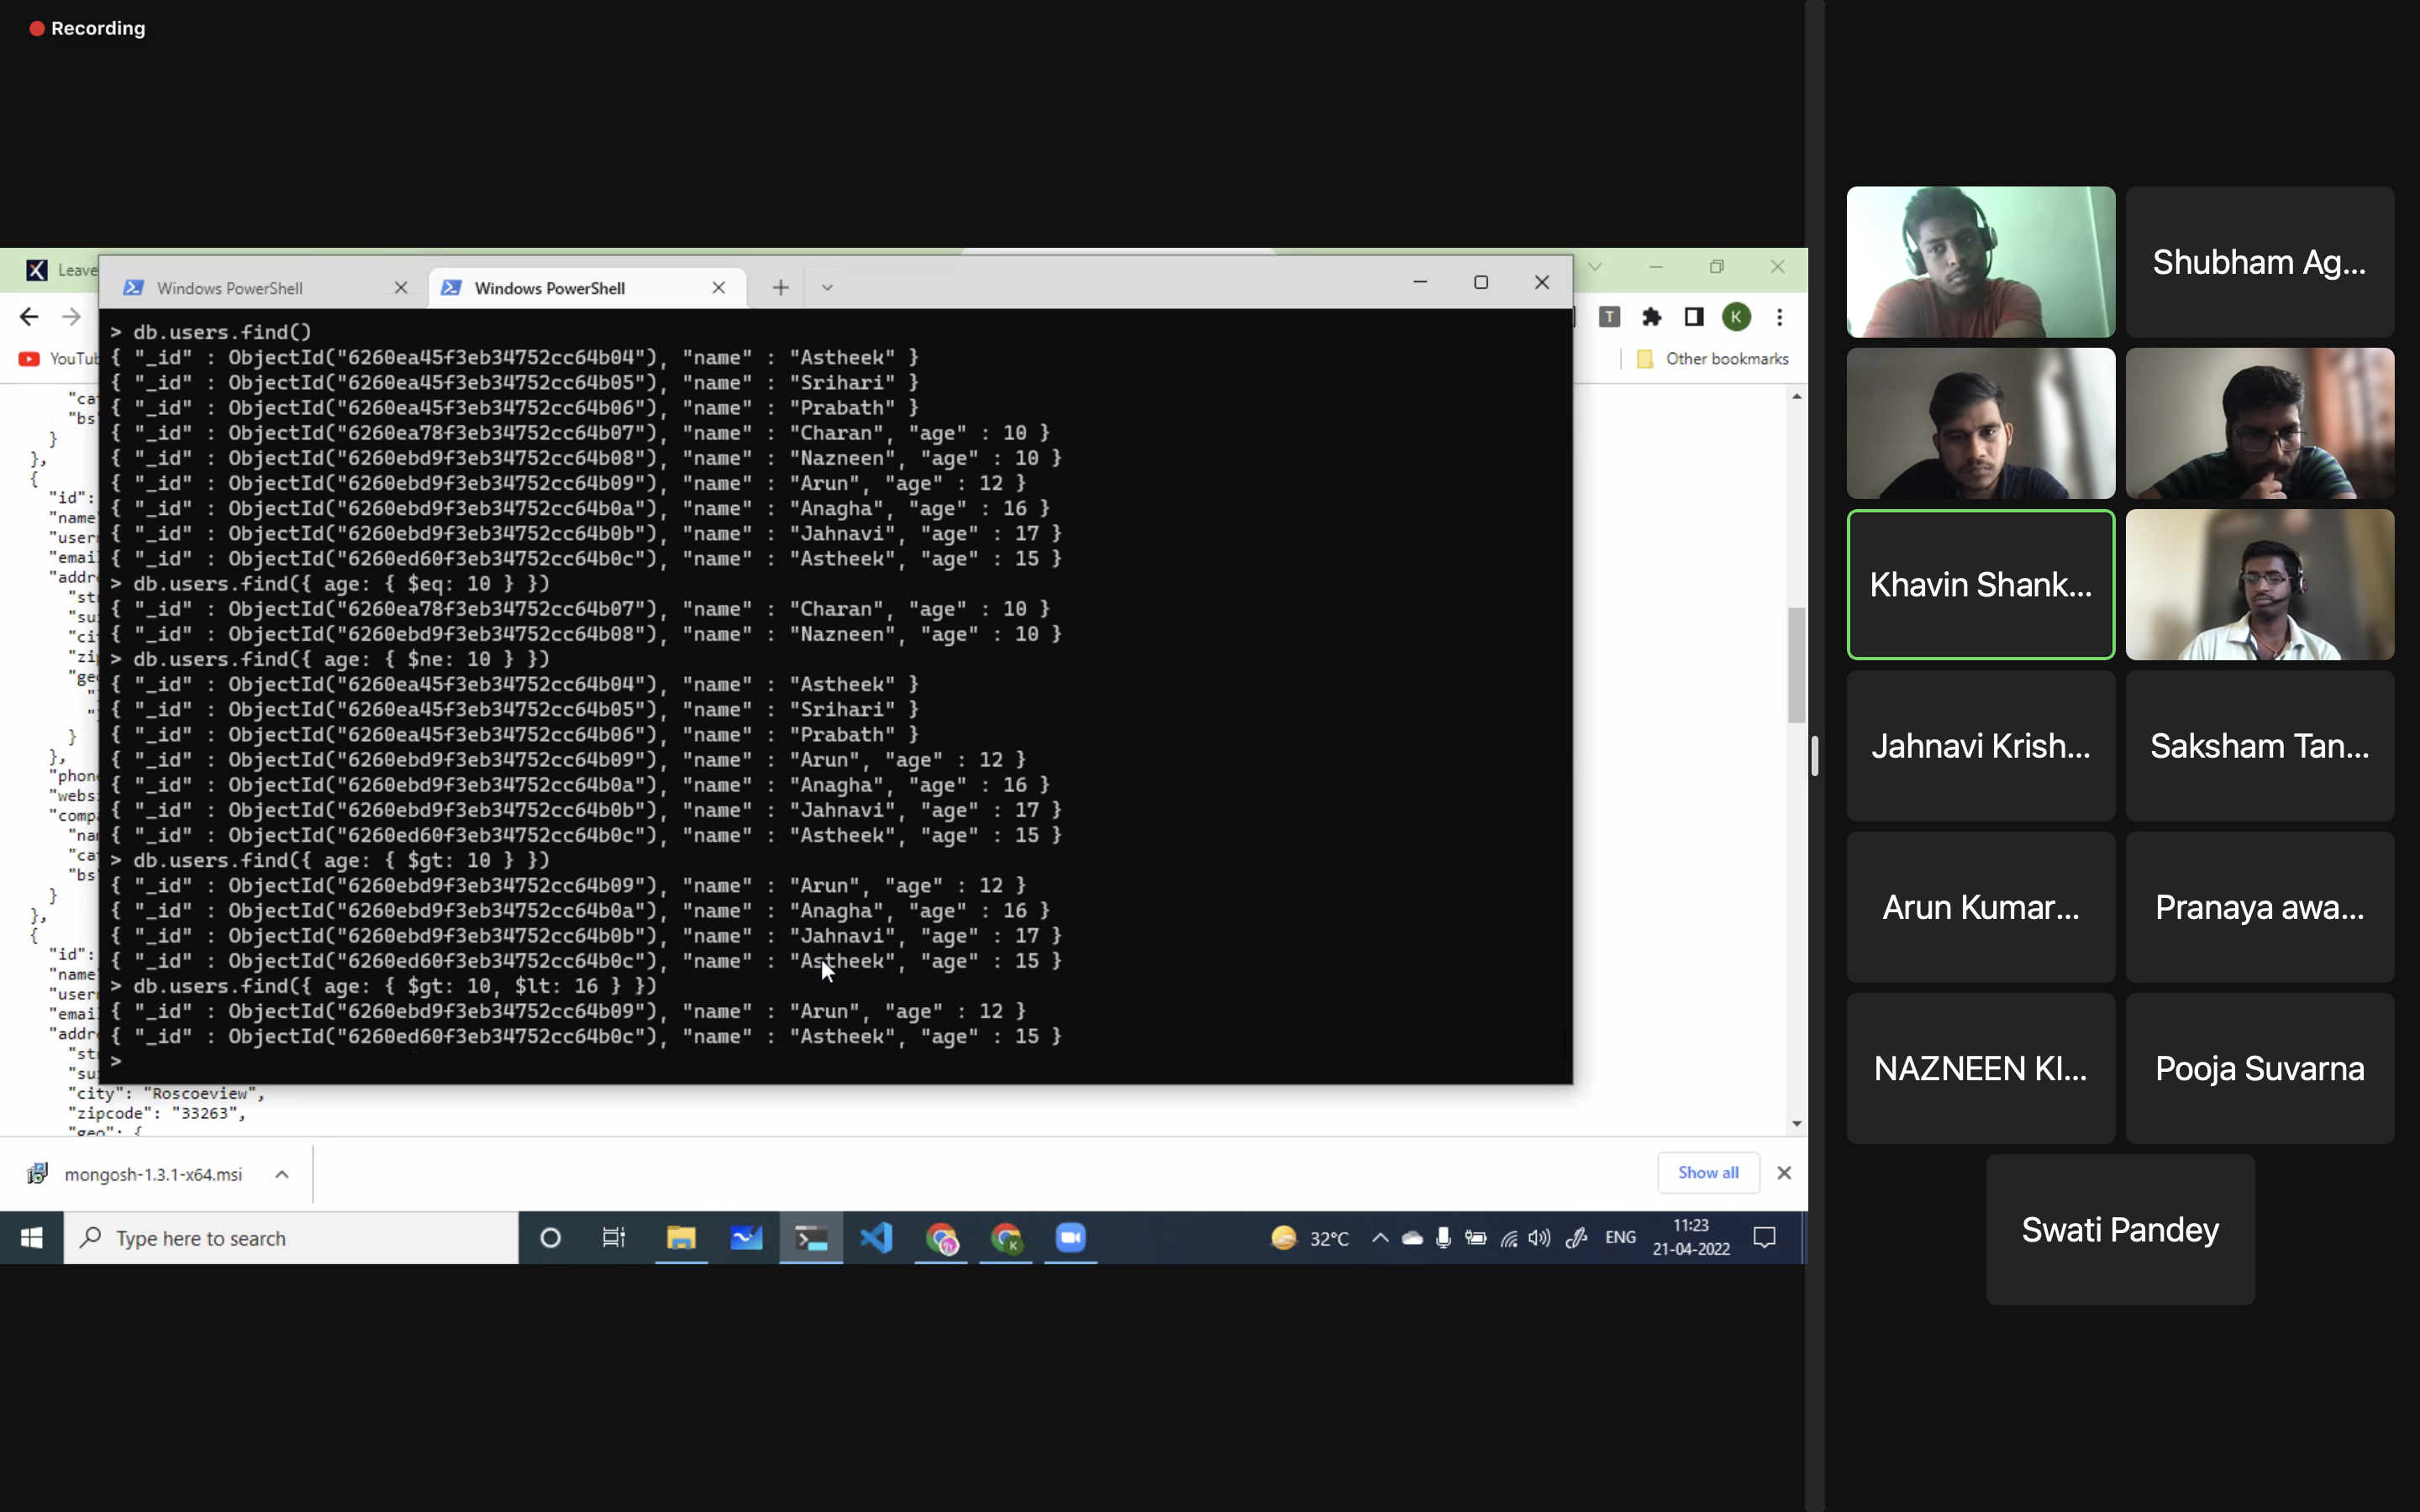 Recording
Leave
Windows PowerShell
Windows PowerShell
> db.users.find()
{ "_id" : ObjectId("6260ea45f3eb34752cc64b04"), "name" : "Astheek" }
{ "_id" : ObjectId("6260ea45f3eb34752cc64b05"), "name" : "Srihari" }
{ "_id" : ObjectId("6260ea45f3eb34752cc64b06"), "name" : "Prabath" }
{ "_id" : ObjectId("6260ea78f3eb34752cc64b07"), "name" : "Charan", "age" : 10 }
{ "_id" : ObjectId("6260ebd9f3eb34752cc64b08"), "name" : "Nazneen", "age" : 10 }
{ "_id" : ObjectId("6260ebd9f3eb34752cc64b09"), "name" : "Arun", "age" : 12 }
{ "_id" : ObjectId("6260ebd9f3eb34752cc64b0a"), "name" : "Anagha", "age" : 16 }
{ "_id" : ObjectId("6260ebd9f3eb34752cc64b0b"), "name" : "Jahnavi", "age" : 17 }
{ "_id" : ObjectId("6260ed60f3eb34752cc64b0c"), "name" : "Astheek", "age" : 15 }
> db.users.find({ age: { $eq: 10 } })
{ "_id" : ObjectId("6260ea78f3eb34752cc64b07"), "name" : "Charan", "age" : 10 }
{ "_id" : ObjectId("6260ebd9f3eb34752cc64b08"), "name" : "Nazneen", "age" : 10 }
> db.users.find({ age: { $ne: 10 } })
{ "_id" : ObjectId("6260ea45f3eb34752cc64b04"), "name" : "Astheek" }
{ "_id" : ObjectId("6260ea45f3eb34752cc64b05"), "name" : "Srihari" }
{ "_id" : ObjectId("6260ea45f3eb34752cc64b06"), "name" : "Prabath" }
{ "_id" : ObjectId("6260ebd9f3eb34752cc64b09"), "name" : "Arun", "age" : 12 }
{ "_id" : ObjectId("6260ebd9f3eb34752cc64b0a"), "name" : "Anagha", "age" : 16 }
{ "_id" : ObjectId("6260ebd9f3eb34752cc64b0b"), "name" : "Jahnavi", "age" : 17 }
{ "_id" : ObjectId("6260ed60f3eb34752cc64b0c"), "name" : "Astheek", "age" : 15 }
> db.users.find({ age: { $gt: 10 } })
{ "_id" : ObjectId("6260ebd9f3eb34752cc64b09"), "name" : "Arun", "age" : 12 }
{ "_id" : ObjectId("6260ebd9f3eb34752cc64b0a"), "name" : "Anagha", "age" : 16 }
{ "_id" : ObjectId("6260ebd9f3eb34752cc64b0b"), "name" : "Jahnavi", "age" : 17 }
{ "_id" : ObjectId("6260ed60f3eb34752cc64b0c"), "name" : "Astheek", "age" : 15 }
> db.users.find({ age: { $gt: 10, $lt: 16 } })
{ "_id" : ObjectId("6260ebd9f3eb34752cc64b09"), "name" : "Arun", "age" : 12 }
{ "_id" : ObjectId("6260ed60f3eb34752cc64b0c"), "name" : "Astheek", "age" : 15 }
>
T
K
Other bookmarks
}
},
{
"id":
}
},
}
},
{
"id":
"city": "Roscoeview",
"zipcode": "33263",
"geo": {
mongosh-1.3.1-x64.msi
Show all
Type here to search
K
32°C
ENG
11:23
21-04-2022
Shubham Ag...
Khavin Shank...
Jahnavi Krish...
Saksham Tan...
Arun Kumar...
Pranaya awa...
NAZNEEN KI...
Pooja Suvarna
Swati Pandey